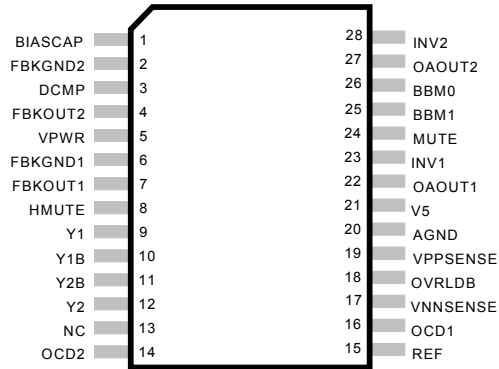 BIASCAP 1 28 INV2
FBKGND2 2 27 OAOUT2
DCMP 3 26 BBM0
FBKOUT2 4 25 BBM1
VPWR 5 24 MUTE
FBKGND1 6 23 INV1
FBKOUT1 7 22 OAOUT1
HMUTE 8 21 V5
Y1 9 20 AGND
Y1B 10 19 VPPSENSE
Y2B 11 18 OVRLDB
Y2 12 17 VNNSENSE
NC 13 16 OCD1
OCD2 14 15 REF